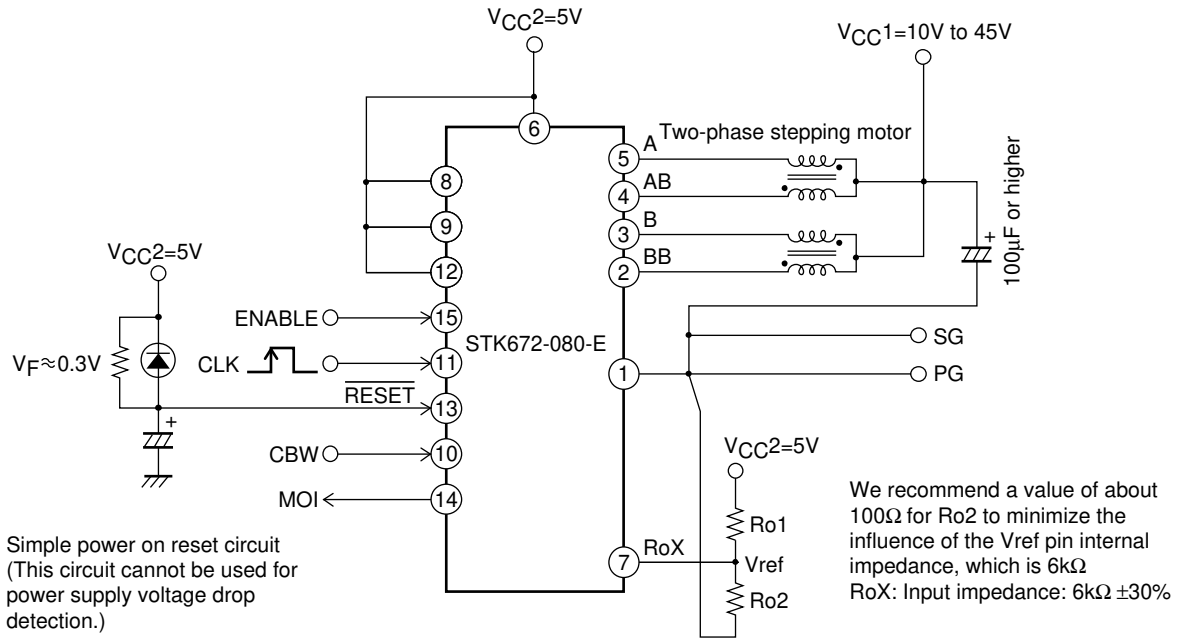 VCC2=5V
VCC1=10V to 45V
6
A
Two-phase stepping motor
5
8
AB
4
9
B
3
100µF or higher
+
VCC2=5V
12
BB
2
ENABLE
15
STK672-080-E
SG
VF≈0.3V
CLK
11
1
PG
RESET
13
+
CBW
10
VCC2=5V
MOI
14
Ro1
RoX
7
Vref
Ro2
We recommend a value of about
100Ω for Ro2 to minimize the
influence of the Vref pin internal
impedance, which is 6kΩ
RoX: Input impedance: 6kΩ ±30%
Simple power on reset circuit
(This circuit cannot be used for
power supply voltage drop
detection.)